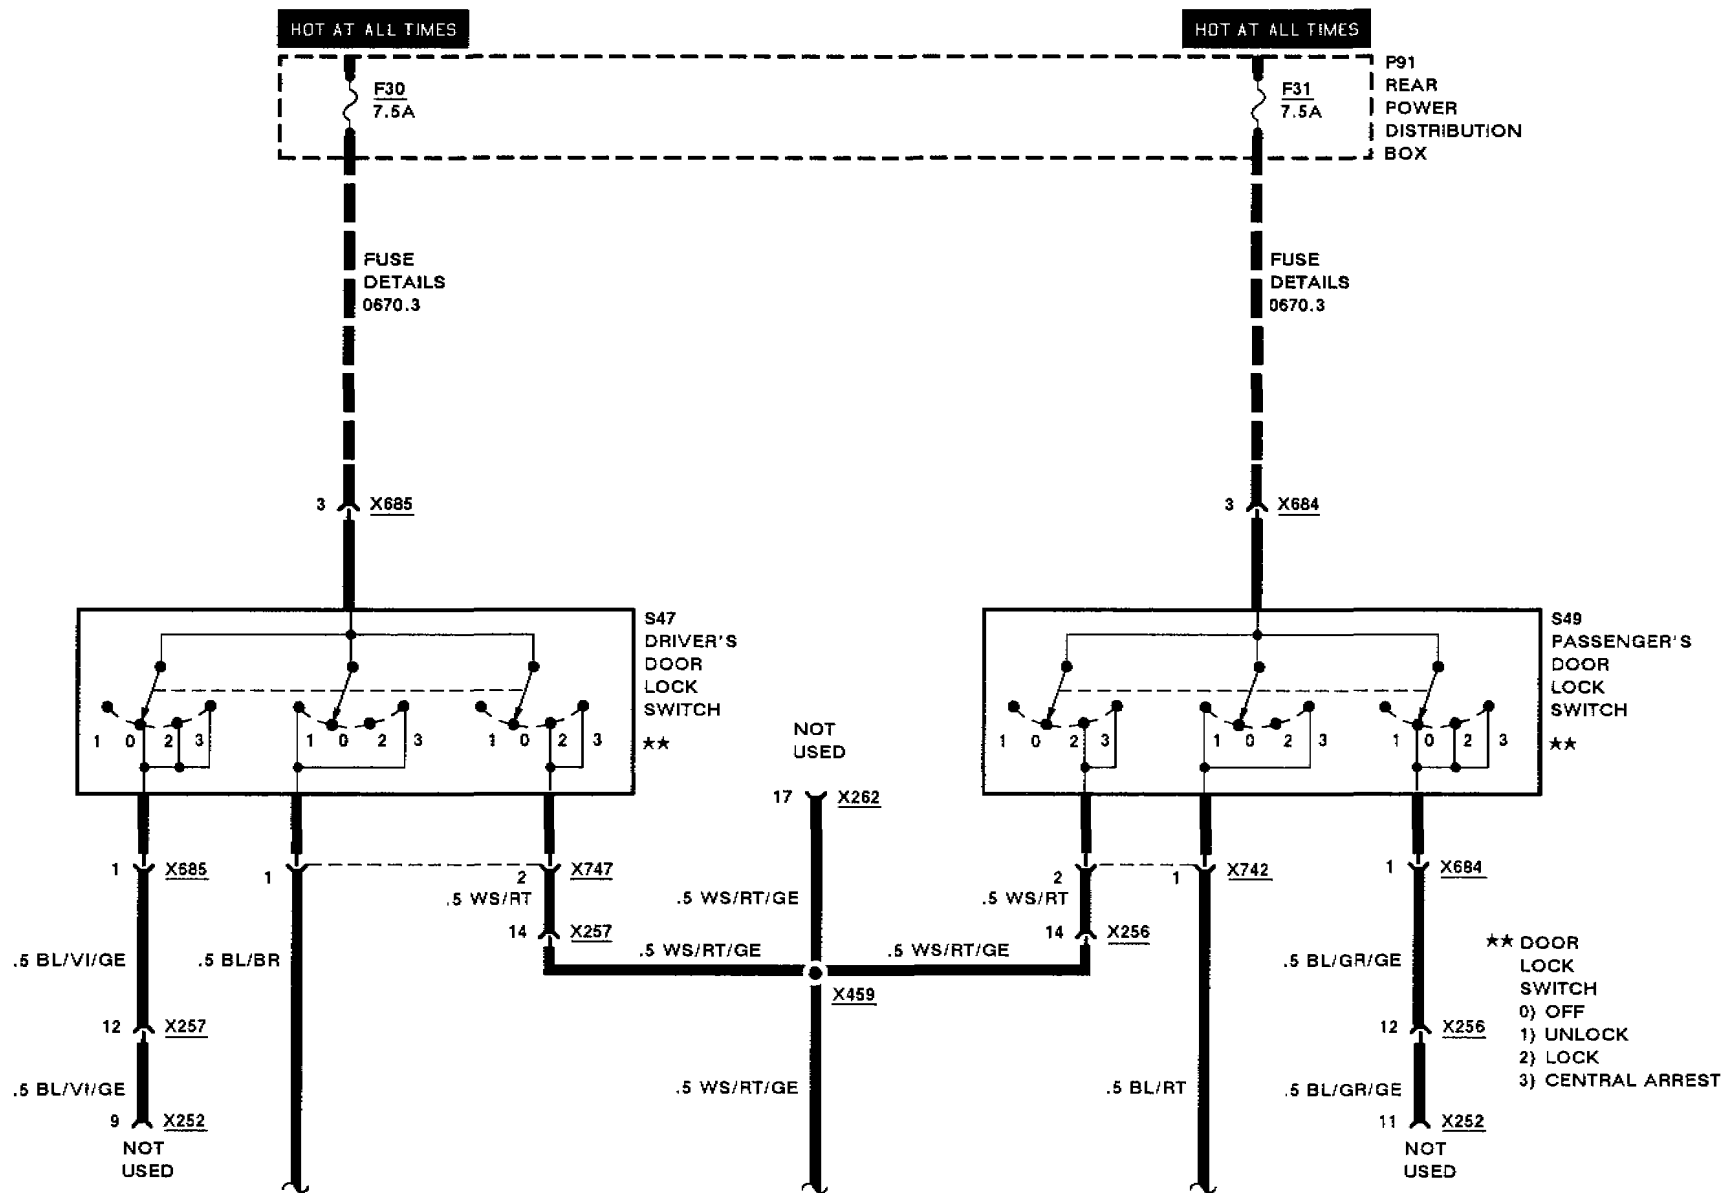 HOT AT ALL TIMES
HOT AT ALL TIMES
F30
7.5A
F31
7.5A
P91
REAR
POWER
DISTRIBUTION
BOX
FUSE
DETAILS
0670.3
FUSE
DETAILS
0670.3
3 X685
3 X684
S47
DRIVER'S
DOOR
LOCK
SWITCH
★★
1 0 2 3
1 0 2 3
1 0 2 3
S49
PASSENGER'S
DOOR
LOCK
SWITCH
★★
1 0 2 3
1 0 2 3
1 0 2 3
NOT
USED
17 X262
1 X685
1
2 X747
2
1 X742
1 X684
.5 WS/RT
.5 WS/RT/GE
.5 WS/RT
14 X257
14 X256
.5 WS/RT/GE
.5 WS/RT/GE
X459
.5 BL/VI/GE
.5 BL/BR
.5 BL/GR/GE
12 X257
12 X256
.5 BL/VI/GE
.5 WS/RT/GE
.5 BL/RT
.5 BL/GR/GE
9 X252
NOT
USED
11 X252
NOT
USED
★★ DOOR
LOCK
SWITCH
0) OFF
1) UNLOCK
2) LOCK
3) CENTRAL ARREST